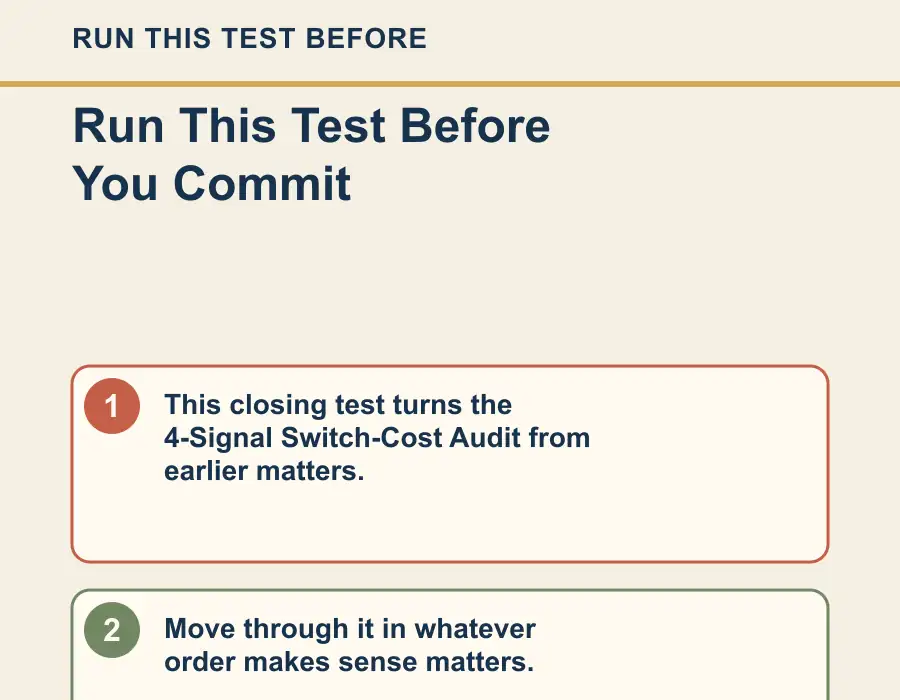 RUN THIS TEST BEFORE
Run This Test Before
You Commit
1
This closing test turns the
4-Signal Switch-Cost Audit from
earlier matters.
2
Move through it in whatever
order makes sense matters.